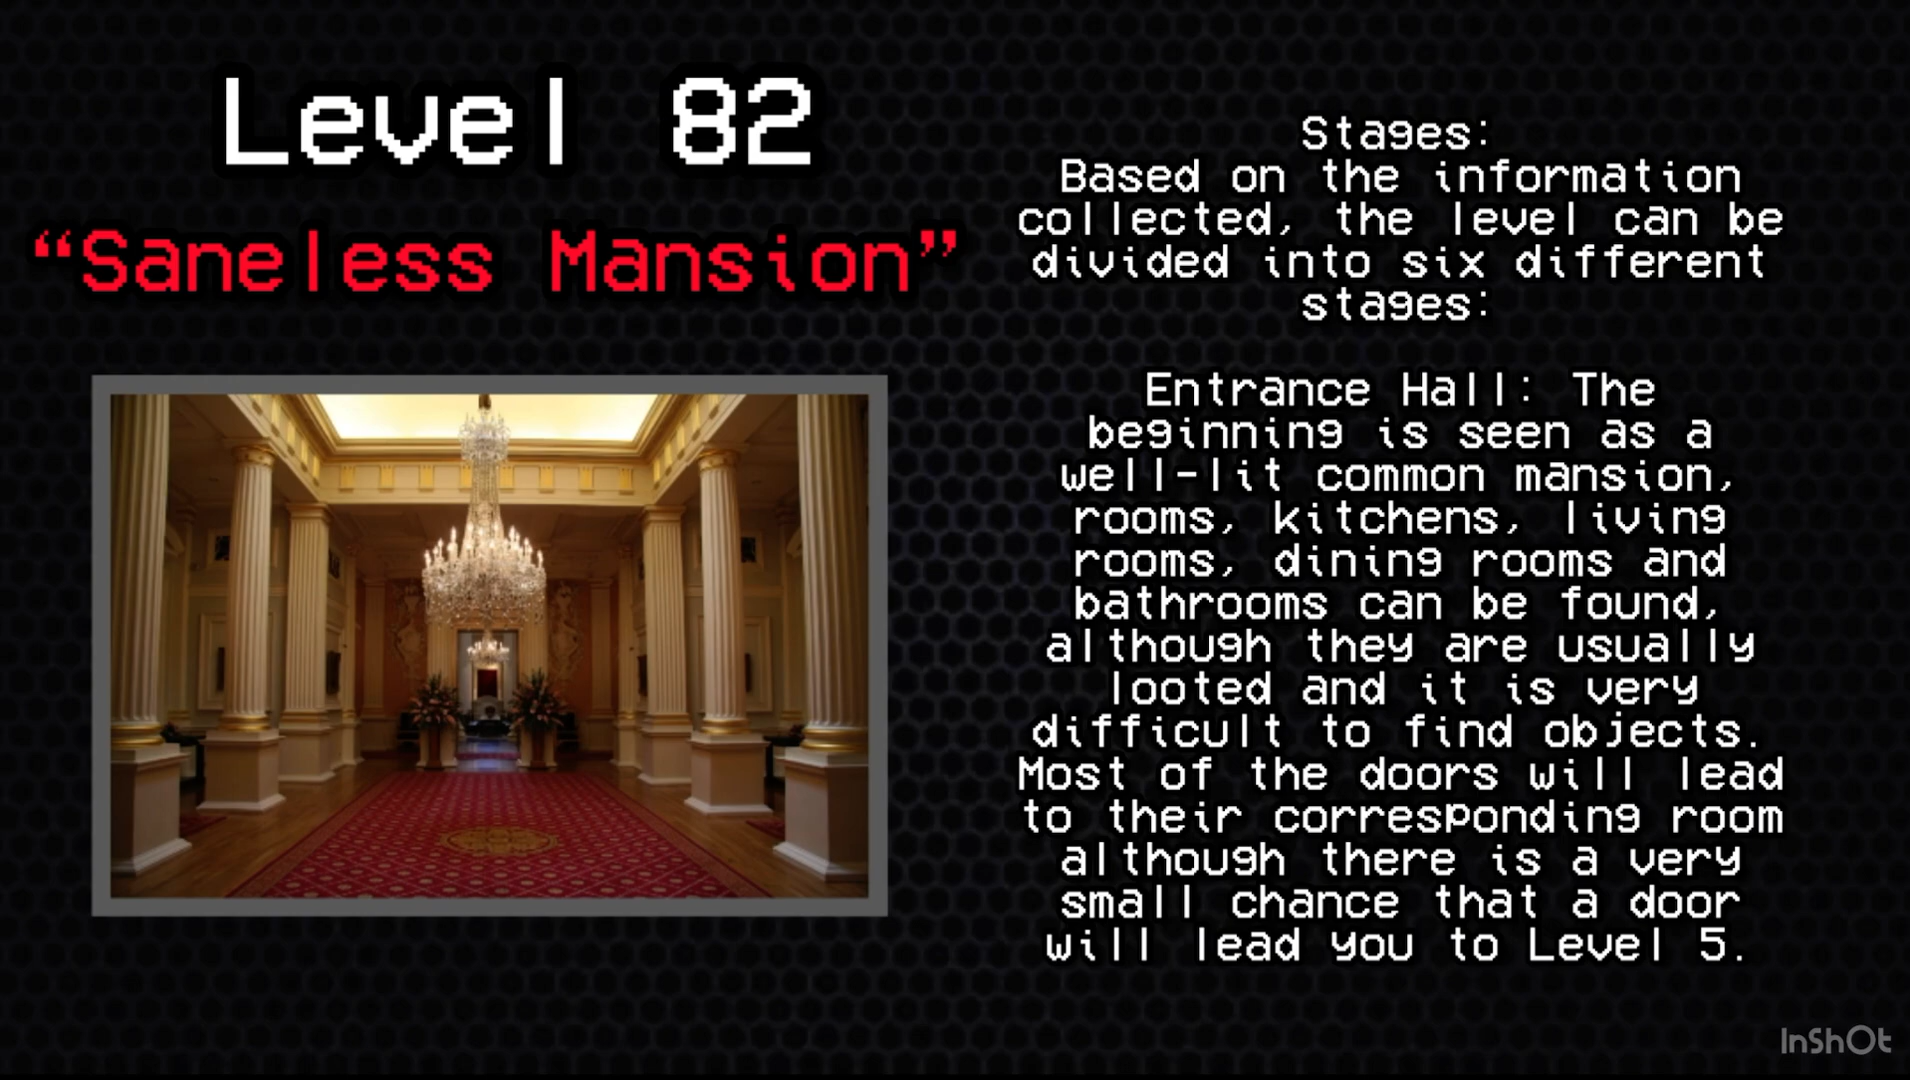 Level 82
“Saneless Mansion”
Stages:
Based on the information
collected, the level can be
divided into six different
stages:
Entrance Hall: The
beginning is seen as a
well-lit common mansion,
rooms, kitchens, living
rooms, dining rooms and
bathrooms can be found,
although they are usually
looted and it is very
difficult to find objects.
Most of the doors will lead
to their corresponding room
although there is a very
small chance that a door
will lead you to Level 5.
InShOt